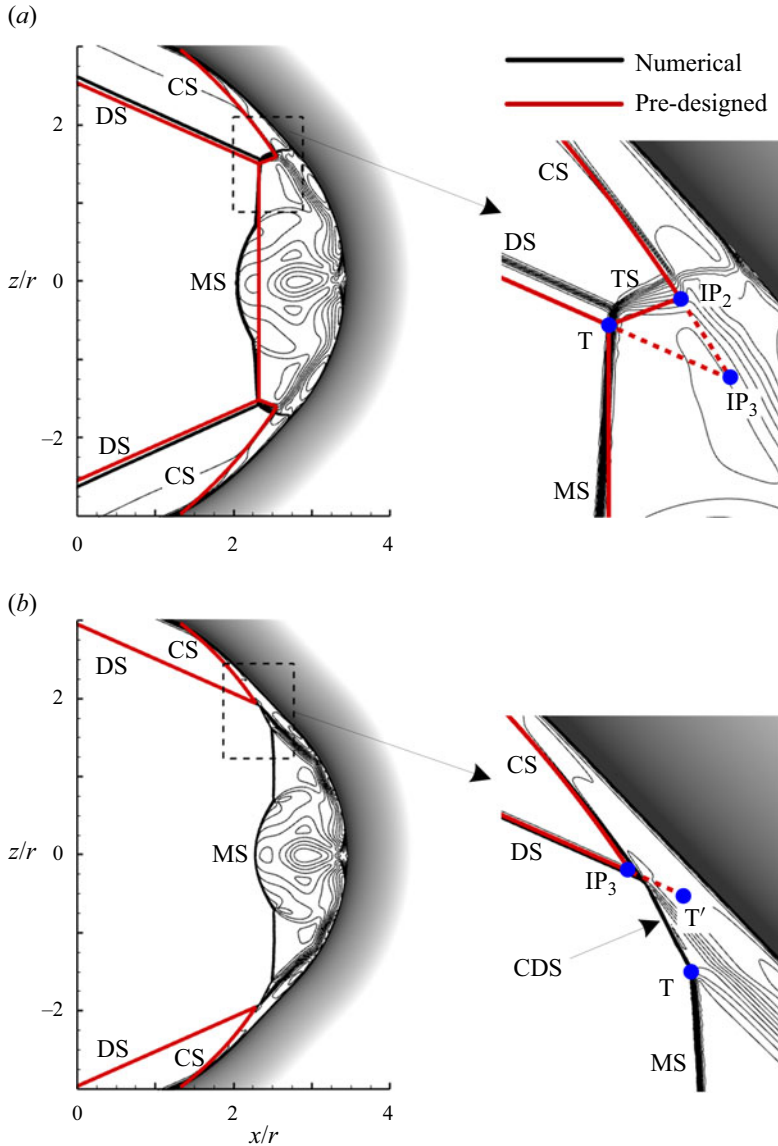 (a)
Numerical
Pre-designed
CS
DS
2
z/r
0
MS
−2
DS
CS
0
2
4
CS
DS
TS
IP2
T
IP3
MS
(b)
CS
DS
2
z/r
0
MS
−2
DS
CS
0
2
4
x/r
CS
DS
IP3
T′
CDS
T
MS